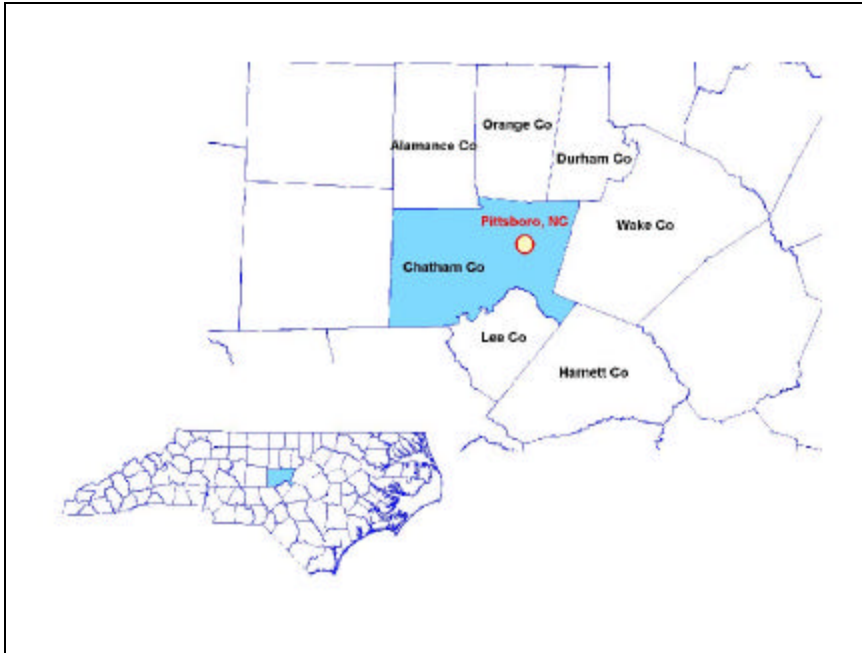 Orange Co
Alamance Co
Durham Co
Pittsboro, NC
Wake Co
Chatham Co
Lee Co
Harnett Co